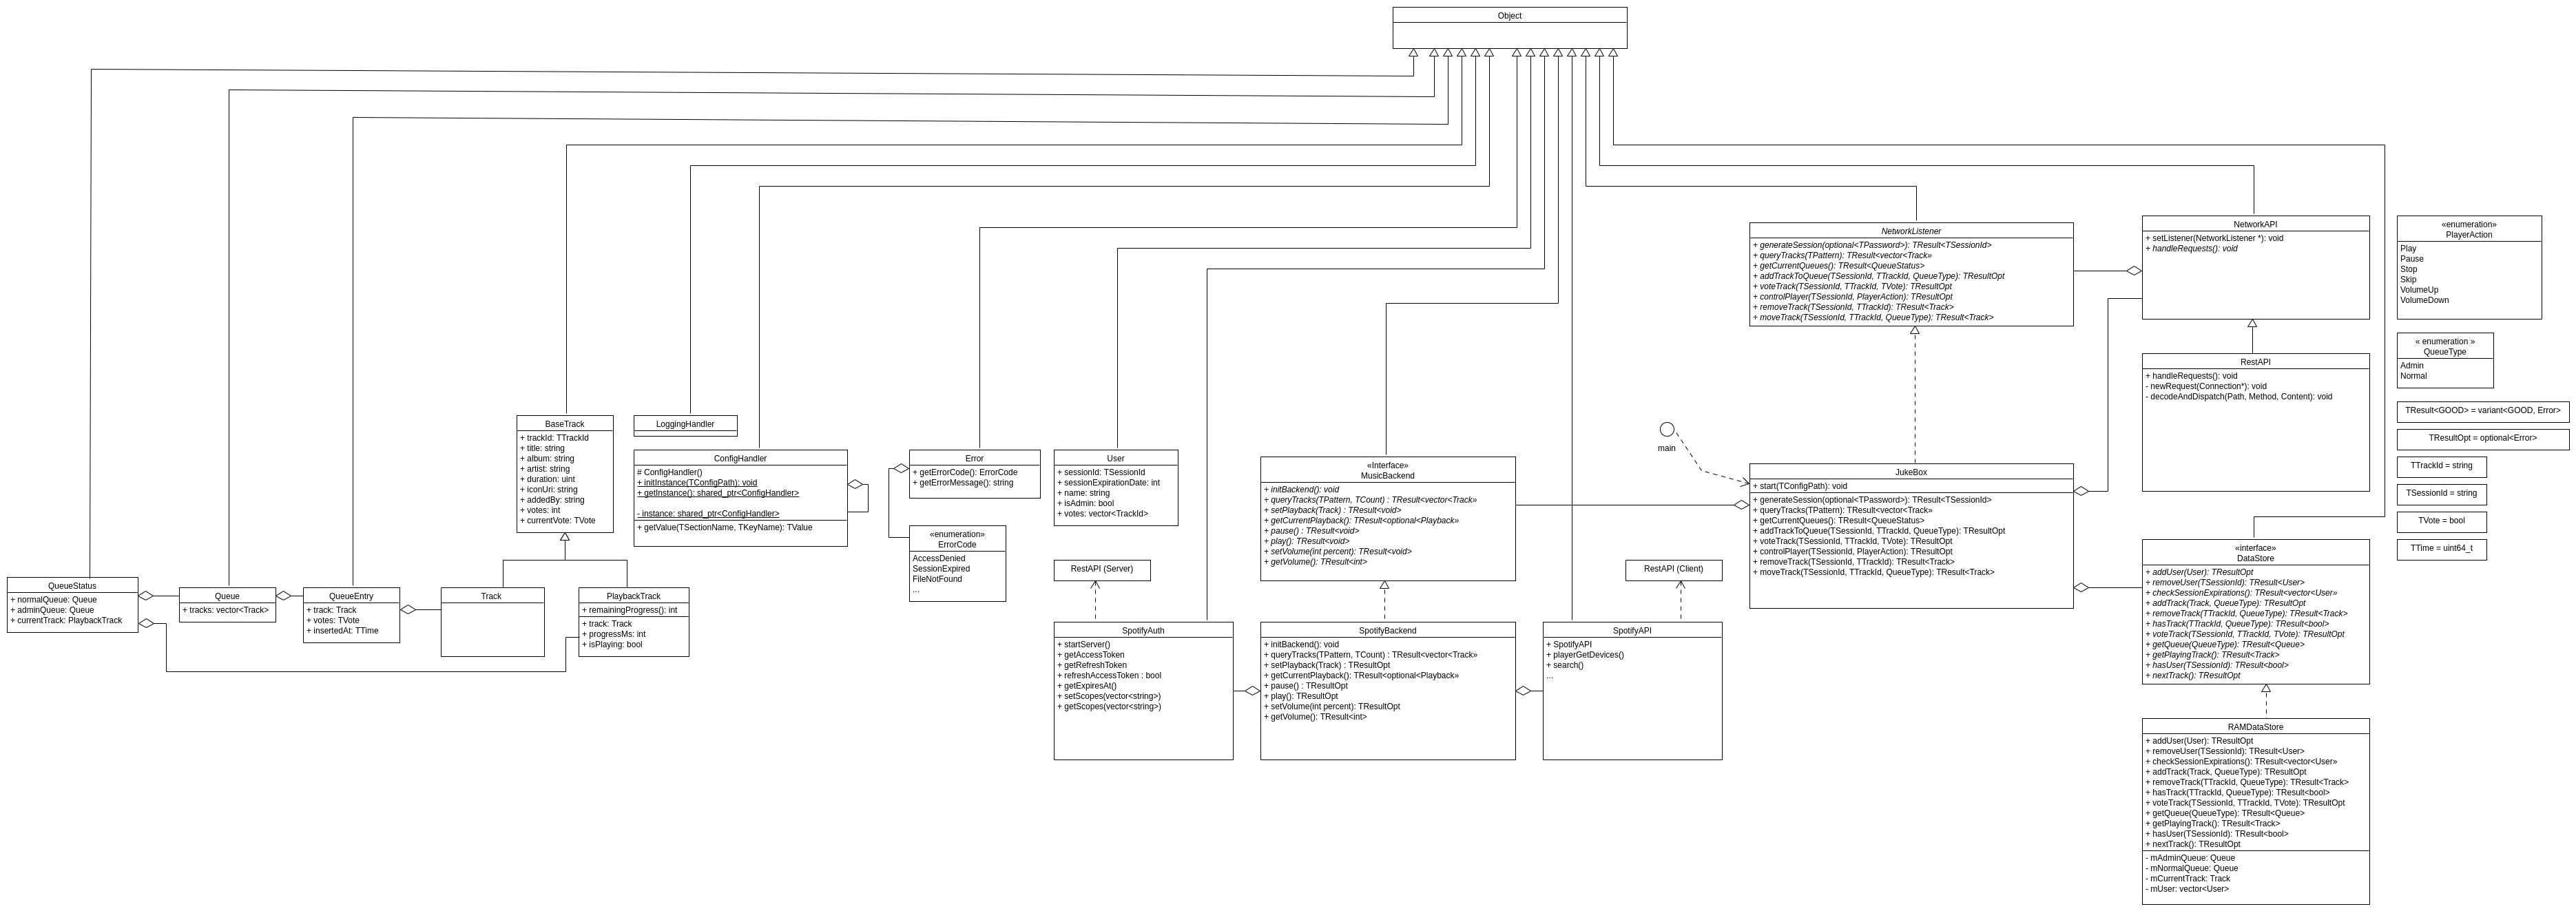 Object
NetworkListener
+ generateSession(optional<TPassword>): TResult<TSessionId>
+ queryTracks(TPattern): TResult<vector<Track»
+ getCurrentQueues(): TResult<QueueStatus>
+ addTrackToQueue(TSessionId, TTrackId, QueueType): TResultOpt
+ voteTrack(TSessionId, TTrackId, TVote): TResultOpt
+ controlPlayer(TSessionId, PlayerAction): TResultOpt
+ removeTrack(TSessionId, TTrackId): TResult<Track>
+ moveTrack(TSessionId, TTrackId, QueueType): TResult<Track>
NetworkAPI
+ setListener(NetworkListener *): void
+ handleRequests(): void
«enumeration»
PlayerAction
Play
Pause
Stop
Skip
VolumeUp
VolumeDown
« enumeration »
QueueType
Admin
Normal
RestAPI
+ handleRequests(): void
- newRequest(Connection*): void
- decodeAndDispatch(Path, Method, Content): void
TResult<GOOD> = variant<GOOD, Error>
TResultOpt = optional<Error>
TTrackId = string
TSessionId = string
TVote = bool
TTime = uint64_t
BaseTrack
+ trackId: TTrackId
+ title: string
+ album: string
+ artist: string
+ duration: uint
+ iconUri: string
+ addedBy: string
+ votes: int
+ currentVote: TVote
LoggingHandler
ConfigHandler
# ConfigHandler()
+ initInstance(TConfigPath): void
+ getInstance(): shared_ptr<ConfigHandler>
- instance: shared_ptr<ConfigHandler>
+ getValue(TSectionName, TKeyName): TValue
Error
+ getErrorCode(): ErrorCode
+ getErrorMessage(): string
«enumeration»
ErrorCode
AccessDenied
SessionExpired
FileNotFound
...
User
+ sessionId: TSessionId
+ sessionExpirationDate: int
+ name: string
+ isAdmin: bool
+ votes: vector<TrackId>
«Interface»
MusicBackend
+ initBackend(): void
+ queryTracks(TPattern, TCount) : TResult<vector<Track»
+ setPlayback(Track) : TResult<void>
+ getCurrentPlayback(): TResult<optional<Playback»
+ pause() : TResult<void>
+ play(): TResult<void>
+ setVolume(int percent): TResult<void>
+ getVolume(): TResult<int>
main
JukeBox
+ start(TConfigPath): void
+ generateSession(optional<TPassword>): TResult<TSessionId>
+ queryTracks(TPattern): TResult<vector<Track»
+ getCurrentQueues(): TResult<QueueStatus>
+ addTrackToQueue(TSessionId, TTrackId, QueueType): TResultOpt
+ voteTrack(TSessionId, TTrackId, TVote): TResultOpt
+ controlPlayer(TSessionId, PlayerAction): TResultOpt
+ removeTrack(TSessionId, TTrackId): TResult<Track>
+ moveTrack(TSessionId, TTrackId, QueueType): TResult<Track>
«interface»
DataStore
+ addUser(User): TResultOpt
+ removeUser(TSessionId): TResult<User>
+ checkSessionExpirations(): TResult<vector<User»
+ addTrack(Track, QueueType): TResultOpt
+ removeTrack(TTrackId, QueueType): TResult<Track>
+ hasTrack(TTrackId, QueueType): TResult<bool>
+ voteTrack(TSessionId, TTrackId, TVote): TResultOpt
+ getQueue(QueueType): TResult<Queue>
+ getPlayingTrack(): TResult<Track>
+ hasUser(TSessionId): TResult<bool>
+ nextTrack(): TResultOpt
RestAPI (Server)
RestAPI (Client)
QueueStatus
+ normalQueue: Queue
+ adminQueue: Queue
+ currentTrack: PlaybackTrack
Queue
+ tracks: vector<Track>
QueueEntry
+ track: Track
+ votes: TVote
+ insertedAt: TTime
Track
PlaybackTrack
+ remainingProgress(): int
+ track: Track
+ progressMs: int
+ isPlaying: bool
SpotifyAuth
+ startServer()
+ getAccessToken
+ getRefreshToken
+ refreshAccessToken : bool
+ getExpiresAt()
+ setScopes(vector<string>)
+ getScopes(vector<string>)
SpotifyBackend
+ initBackend(): void
+ queryTracks(TPattern, TCount) : TResult<vector<Track»
+ setPlayback(Track) : TResultOpt
+ getCurrentPlayback(): TResult<optional<Playback»
+ pause() : TResultOpt
+ play(): TResultOpt
+ setVolume(int percent): TResultOpt
+ getVolume(): TResult<int>
SpotifyAPI
+ SpotifyAPI
+ playerGetDevices()
+ search()
...
RAMDataStore
+ addUser(User): TResultOpt
+ removeUser(TSessionId): TResult<User>
+ checkSessionExpirations(): TResult<vector<User»
+ addTrack(Track, QueueType): TResultOpt
+ removeTrack(TTrackId, QueueType): TResult<Track>
+ hasTrack(TTrackId, QueueType): TResult<bool>
+ voteTrack(TSessionId, TTrackId, TVote): TResultOpt
+ getQueue(QueueType): TResult<Queue>
+ getPlayingTrack(): TResult<Track>
+ hasUser(TSessionId): TResult<bool>
+ nextTrack(): TResultOpt
- mAdminQueue: Queue
- mNormalQueue: Queue
- mCurrentTrack: Track
- mUser: vector<User>